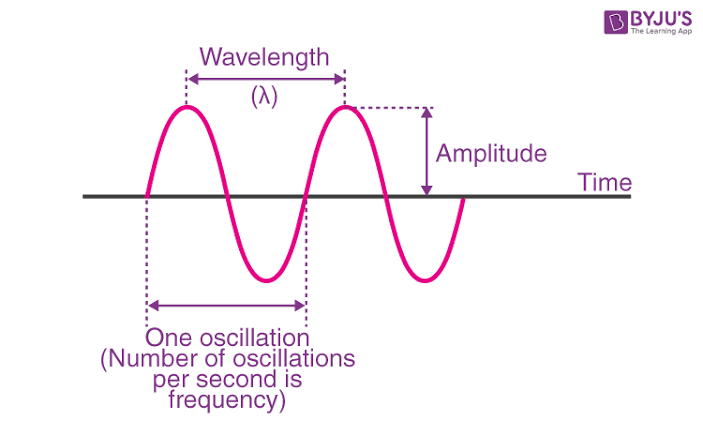 BYJU'S
The Learning App
Wavelength
(λ)
Amplitude
Time
One oscillation
(Number of oscillations
per second is
frequency)